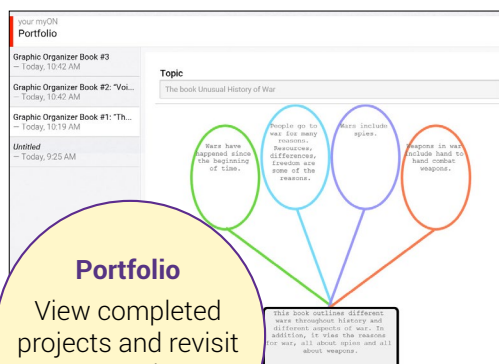 your myON
Portfolio
Graphic Organizer Book #3
— Today, 10:42 AM
Graphic Organizer Book #2: "Voi...
— Today, 10:42 AM
Graphic Organizer Book #1: "Th...
— Today, 10:19 AM
Untitled
— Today, 9:25 AM
Topic
The book Unusual History of War
Wars have
happened since
the beginning
of time.
People go to
war for many
reasons.
Resources,
differences,
freedom are
some of the
reasons.
Wars include
spies.
Weapons in war
include hand to
hand combat
weapons.
This book outlines different
wars throughout history and
different aspects of war. In
addition, it vies the reasons
for war, all about spies and all
about weapons.
Portfolio
View completed
projects and revisit